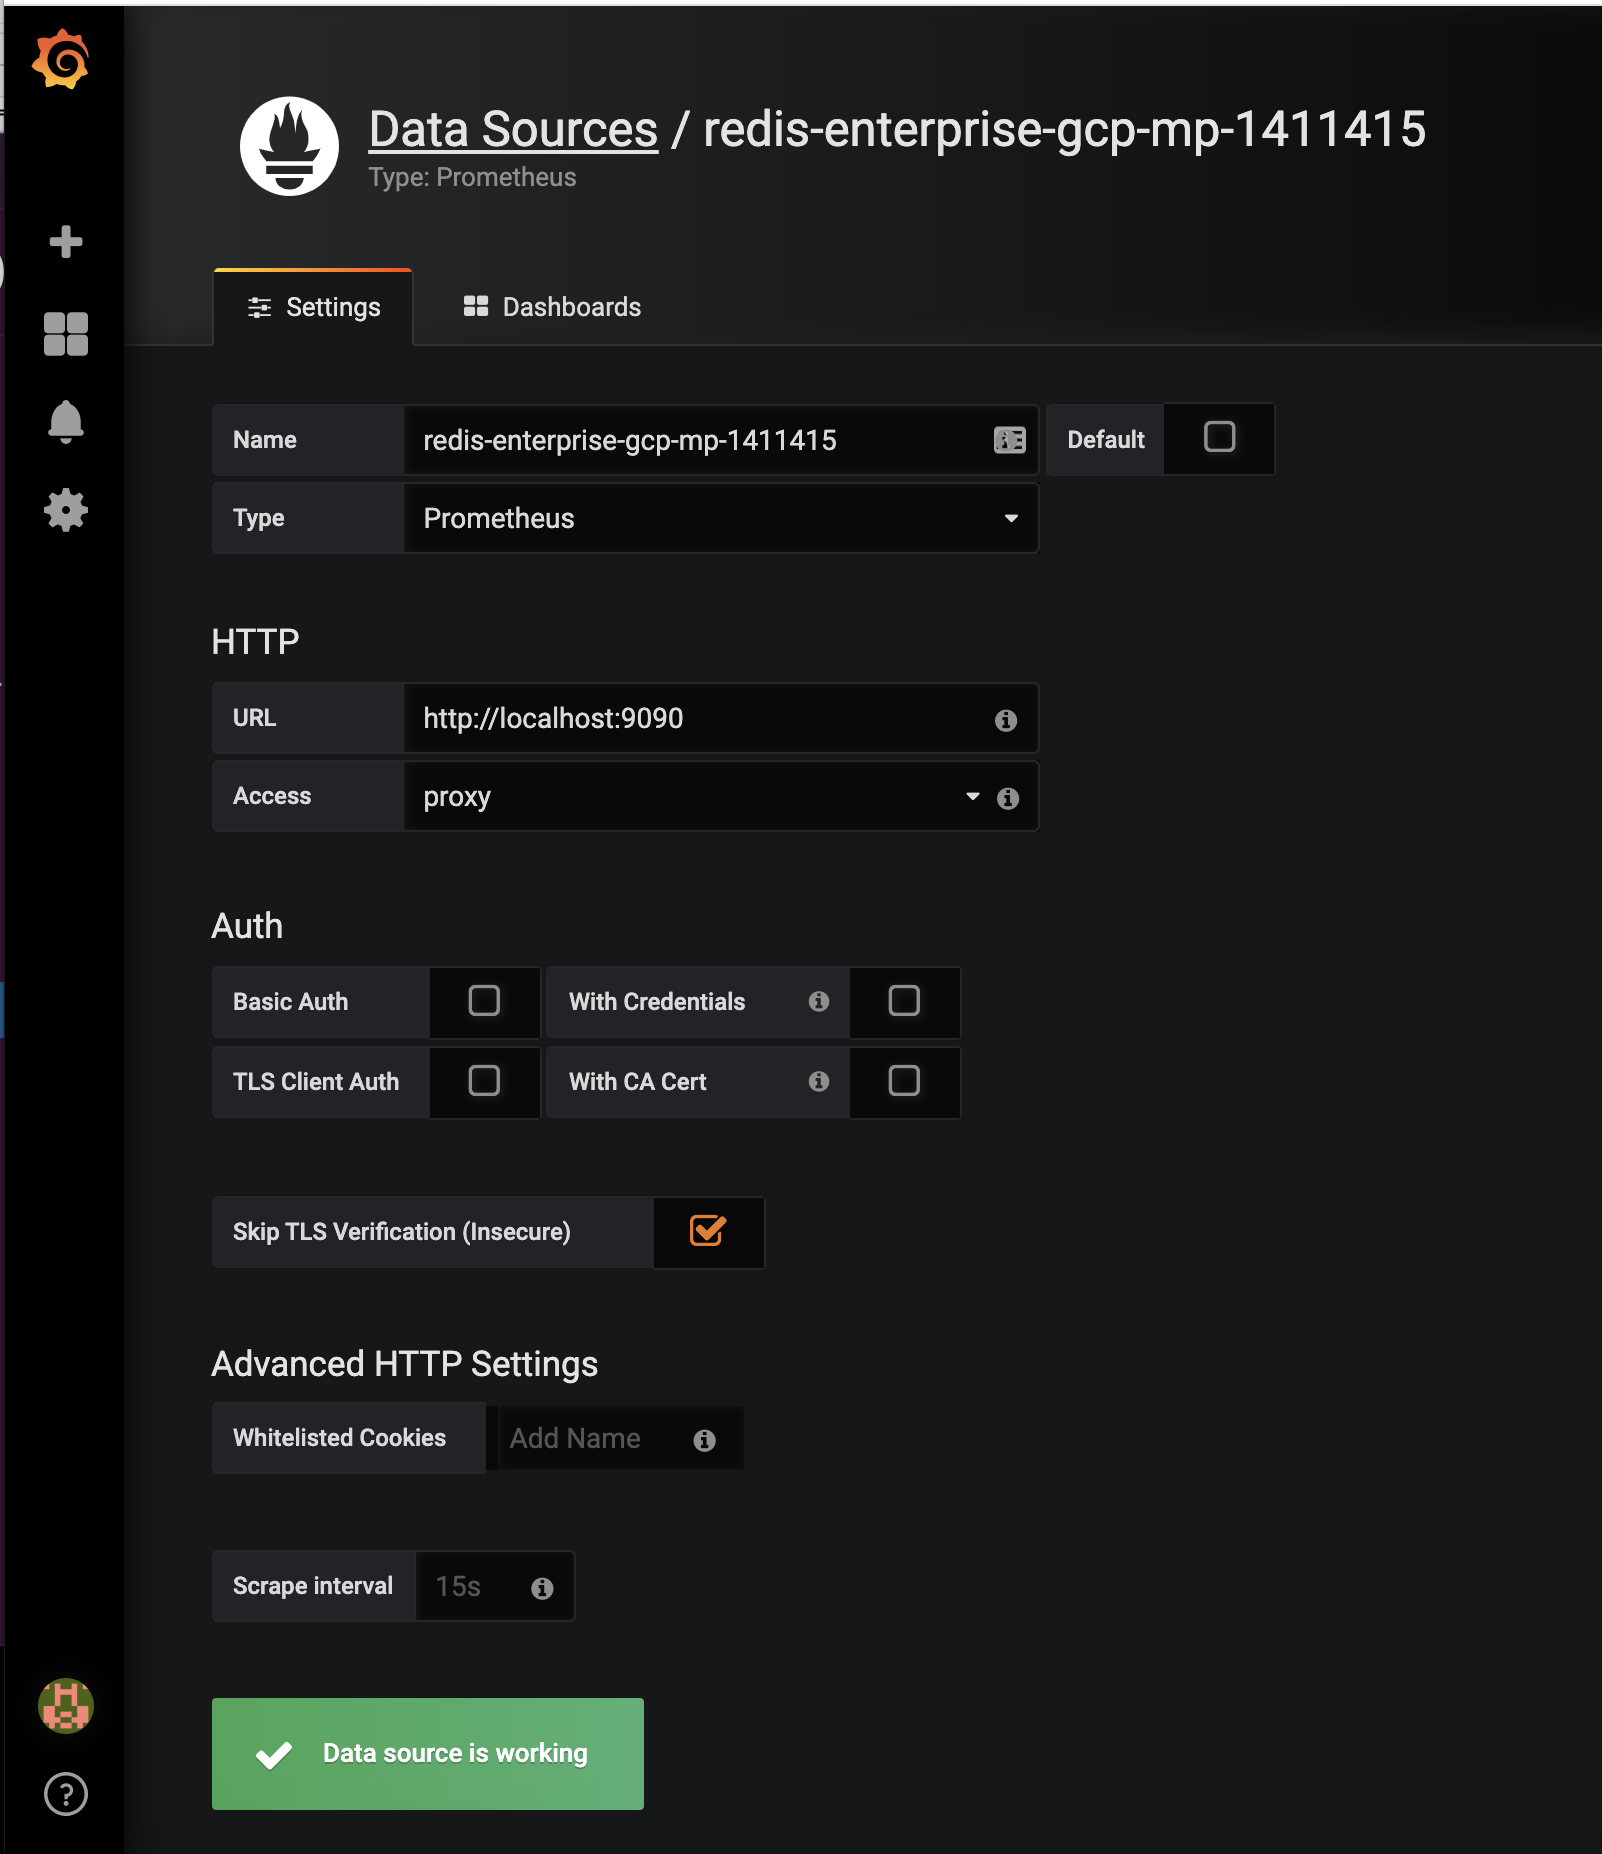 Data Sources / redis-enterprise-gcp-mp-1411415
Type: Prometheus
Settings
Dashboards
Name redis-enterprise-gcp-mp-1411415 Default
Type Prometheus
HTTP
URL http://localhost:9090
Access proxy
Auth
Basic Auth With Credentials
TLS Client Auth With CA Cert
Skip TLS Verification (Insecure)
Advanced HTTP Settings
Whitelisted Cookies Add Name
Scrape interval 15s
Data source is working